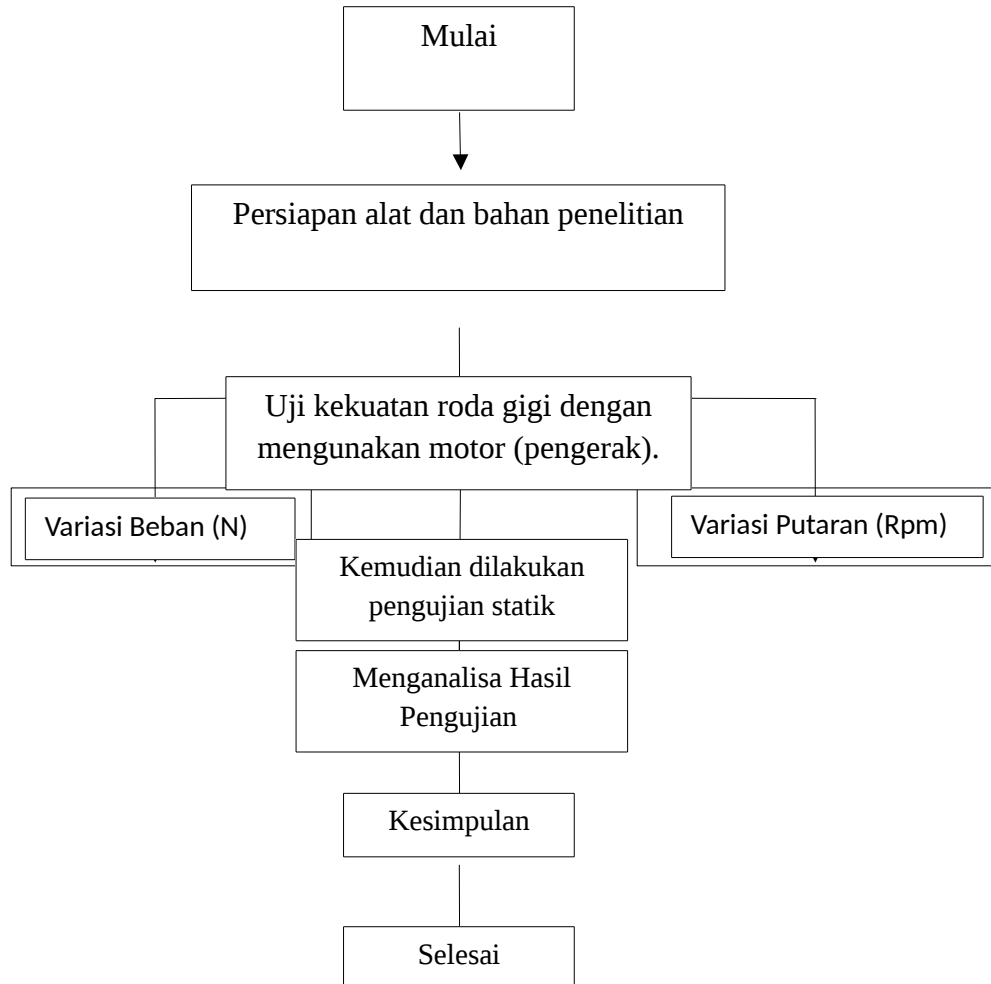 Mulai
Persiapan alat dan bahan penelitian
Uji kekuatan roda gigi dengan
mengunakan motor (pengerak).
Variasi Beban (N)
Variasi Putaran (Rpm)
Kemudian dilakukan
pengujian statik
Menganalisa Hasil
Pengujian
Kesimpulan
Selesai